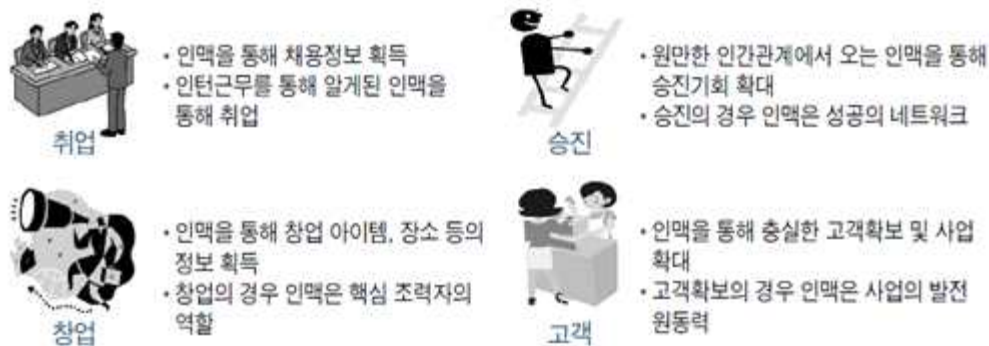 • 인맥을 통해 채용정보 획득
• 인턴근무를 통해 알게된 인맥을
통해 취업
취업
• 원만한 인간관계에서 오는 인맥을 통해
승진기회 확대
• 승진의 경우 인맥은 성공의 네트워크
승진
• 인맥을 통해 창업 아이템, 장소 등의
정보 획득
• 창업의 경우 인맥은 핵심 조력자의
역할
창업
• 인맥을 통해 충실한 고객확보 및 사업
확대
• 고객확보의 경우 인맥은 사업의 발전
원동력
고객